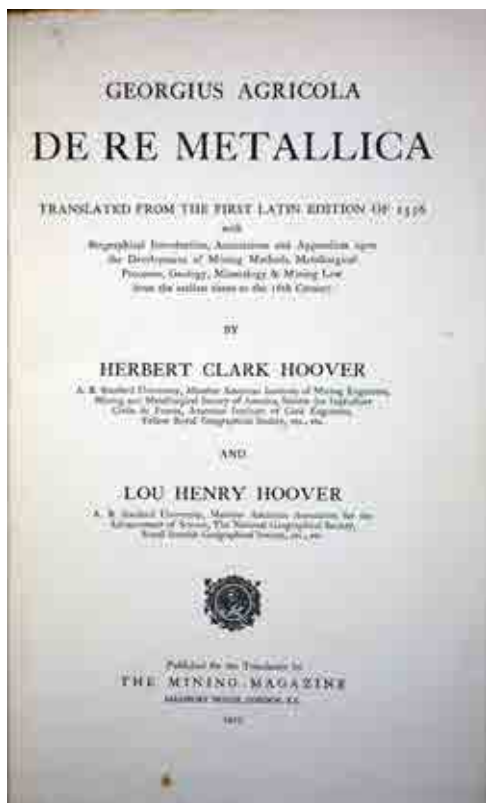 GEORGIUS AGRICOLA
DE RE METALLICA
TRANSLATED FROM THE FIRST LATIN EDITION OF 1556
with
Biographical Introduction, Annotations and Appendices upon
the Development of Mining Methods, Metallurgical
Processes, Geology, Mineralogy & Mining Law
from the earliest times to the 16th Century
BY
HERBERT CLARK HOOVER
A. B. Stanford University, Member American Institute of Mining Engineers,
Mining and Metallurgical Society of America, Société des Ingénieurs
Civils de France, American Institute of Civil Engineers,
Fellow Royal Geographical Society, etc., etc.
AND
LOU HENRY HOOVER
A. B. Stanford University, Member American Association for the
Advancement of Science, The National Geographical Society,
Royal Scottish Geographical Society, etc., etc.
Published for the Translators by
THE MINING MAGAZINE
SALISBURY HOUSE, LONDON, E.C.
1912